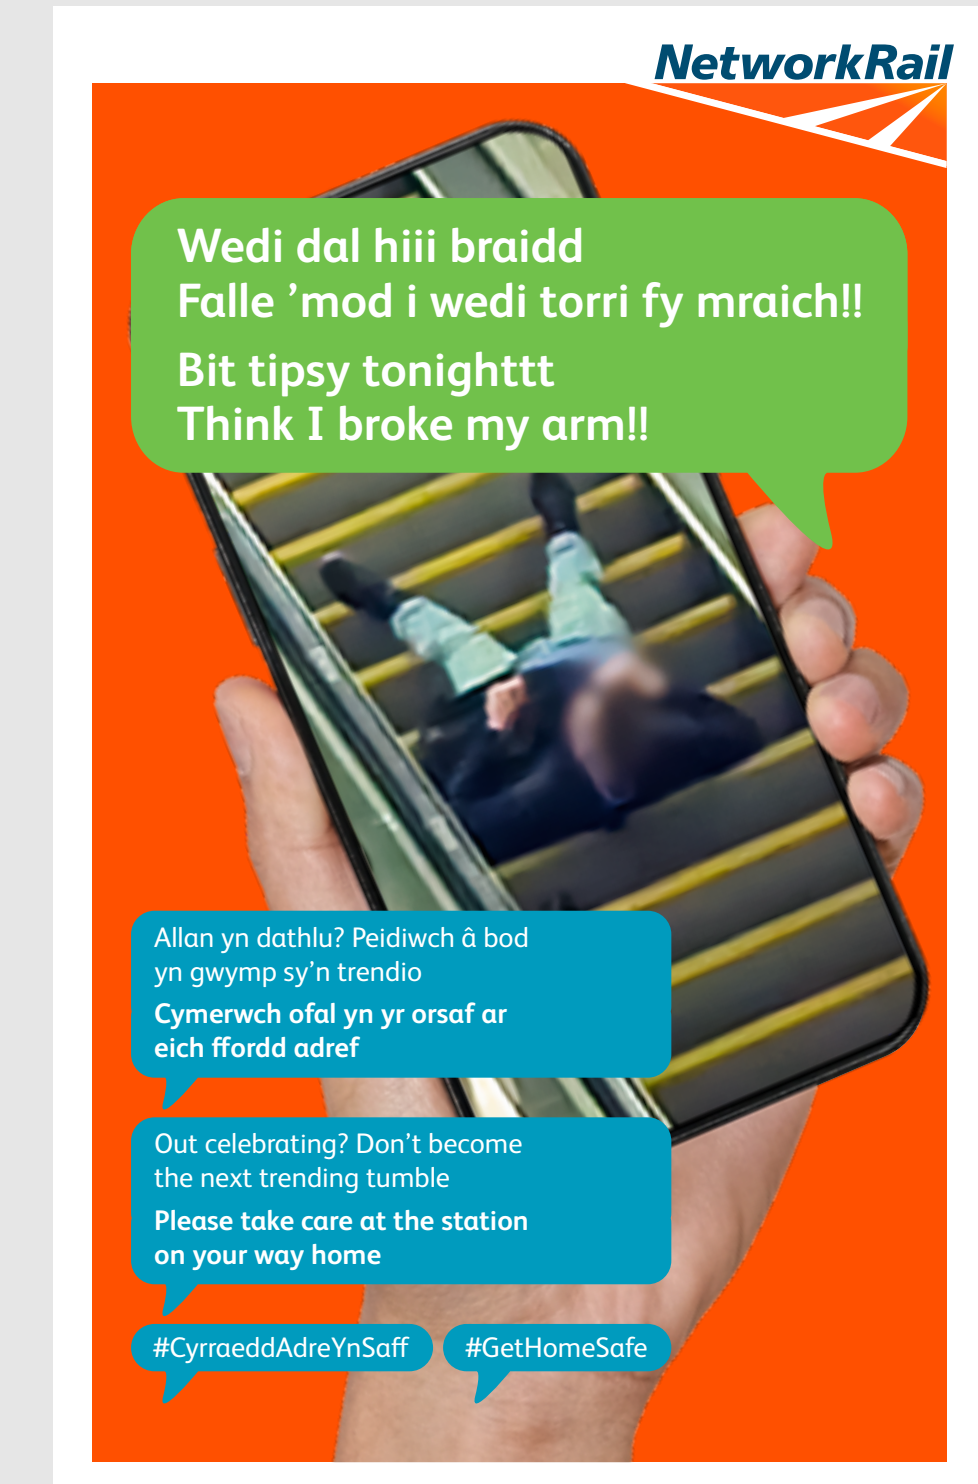 NetworkRail
Wedi dal hiii braidd
Falle ’mod i wedi torri fy mraich!!
Bit tipsy tonighttt
Think I broke my arm!!
Allan yn dathlu? Peidiwch â bod
yn gwymp sy’n trendio
Cymerwch ofal yn yr orsaf ar
eich ffordd adref
Out celebrating? Don’t become
the next trending tumble
Please take care at the station
on your way home
#CyrraeddAdreYnSaff #GetHomeSafe